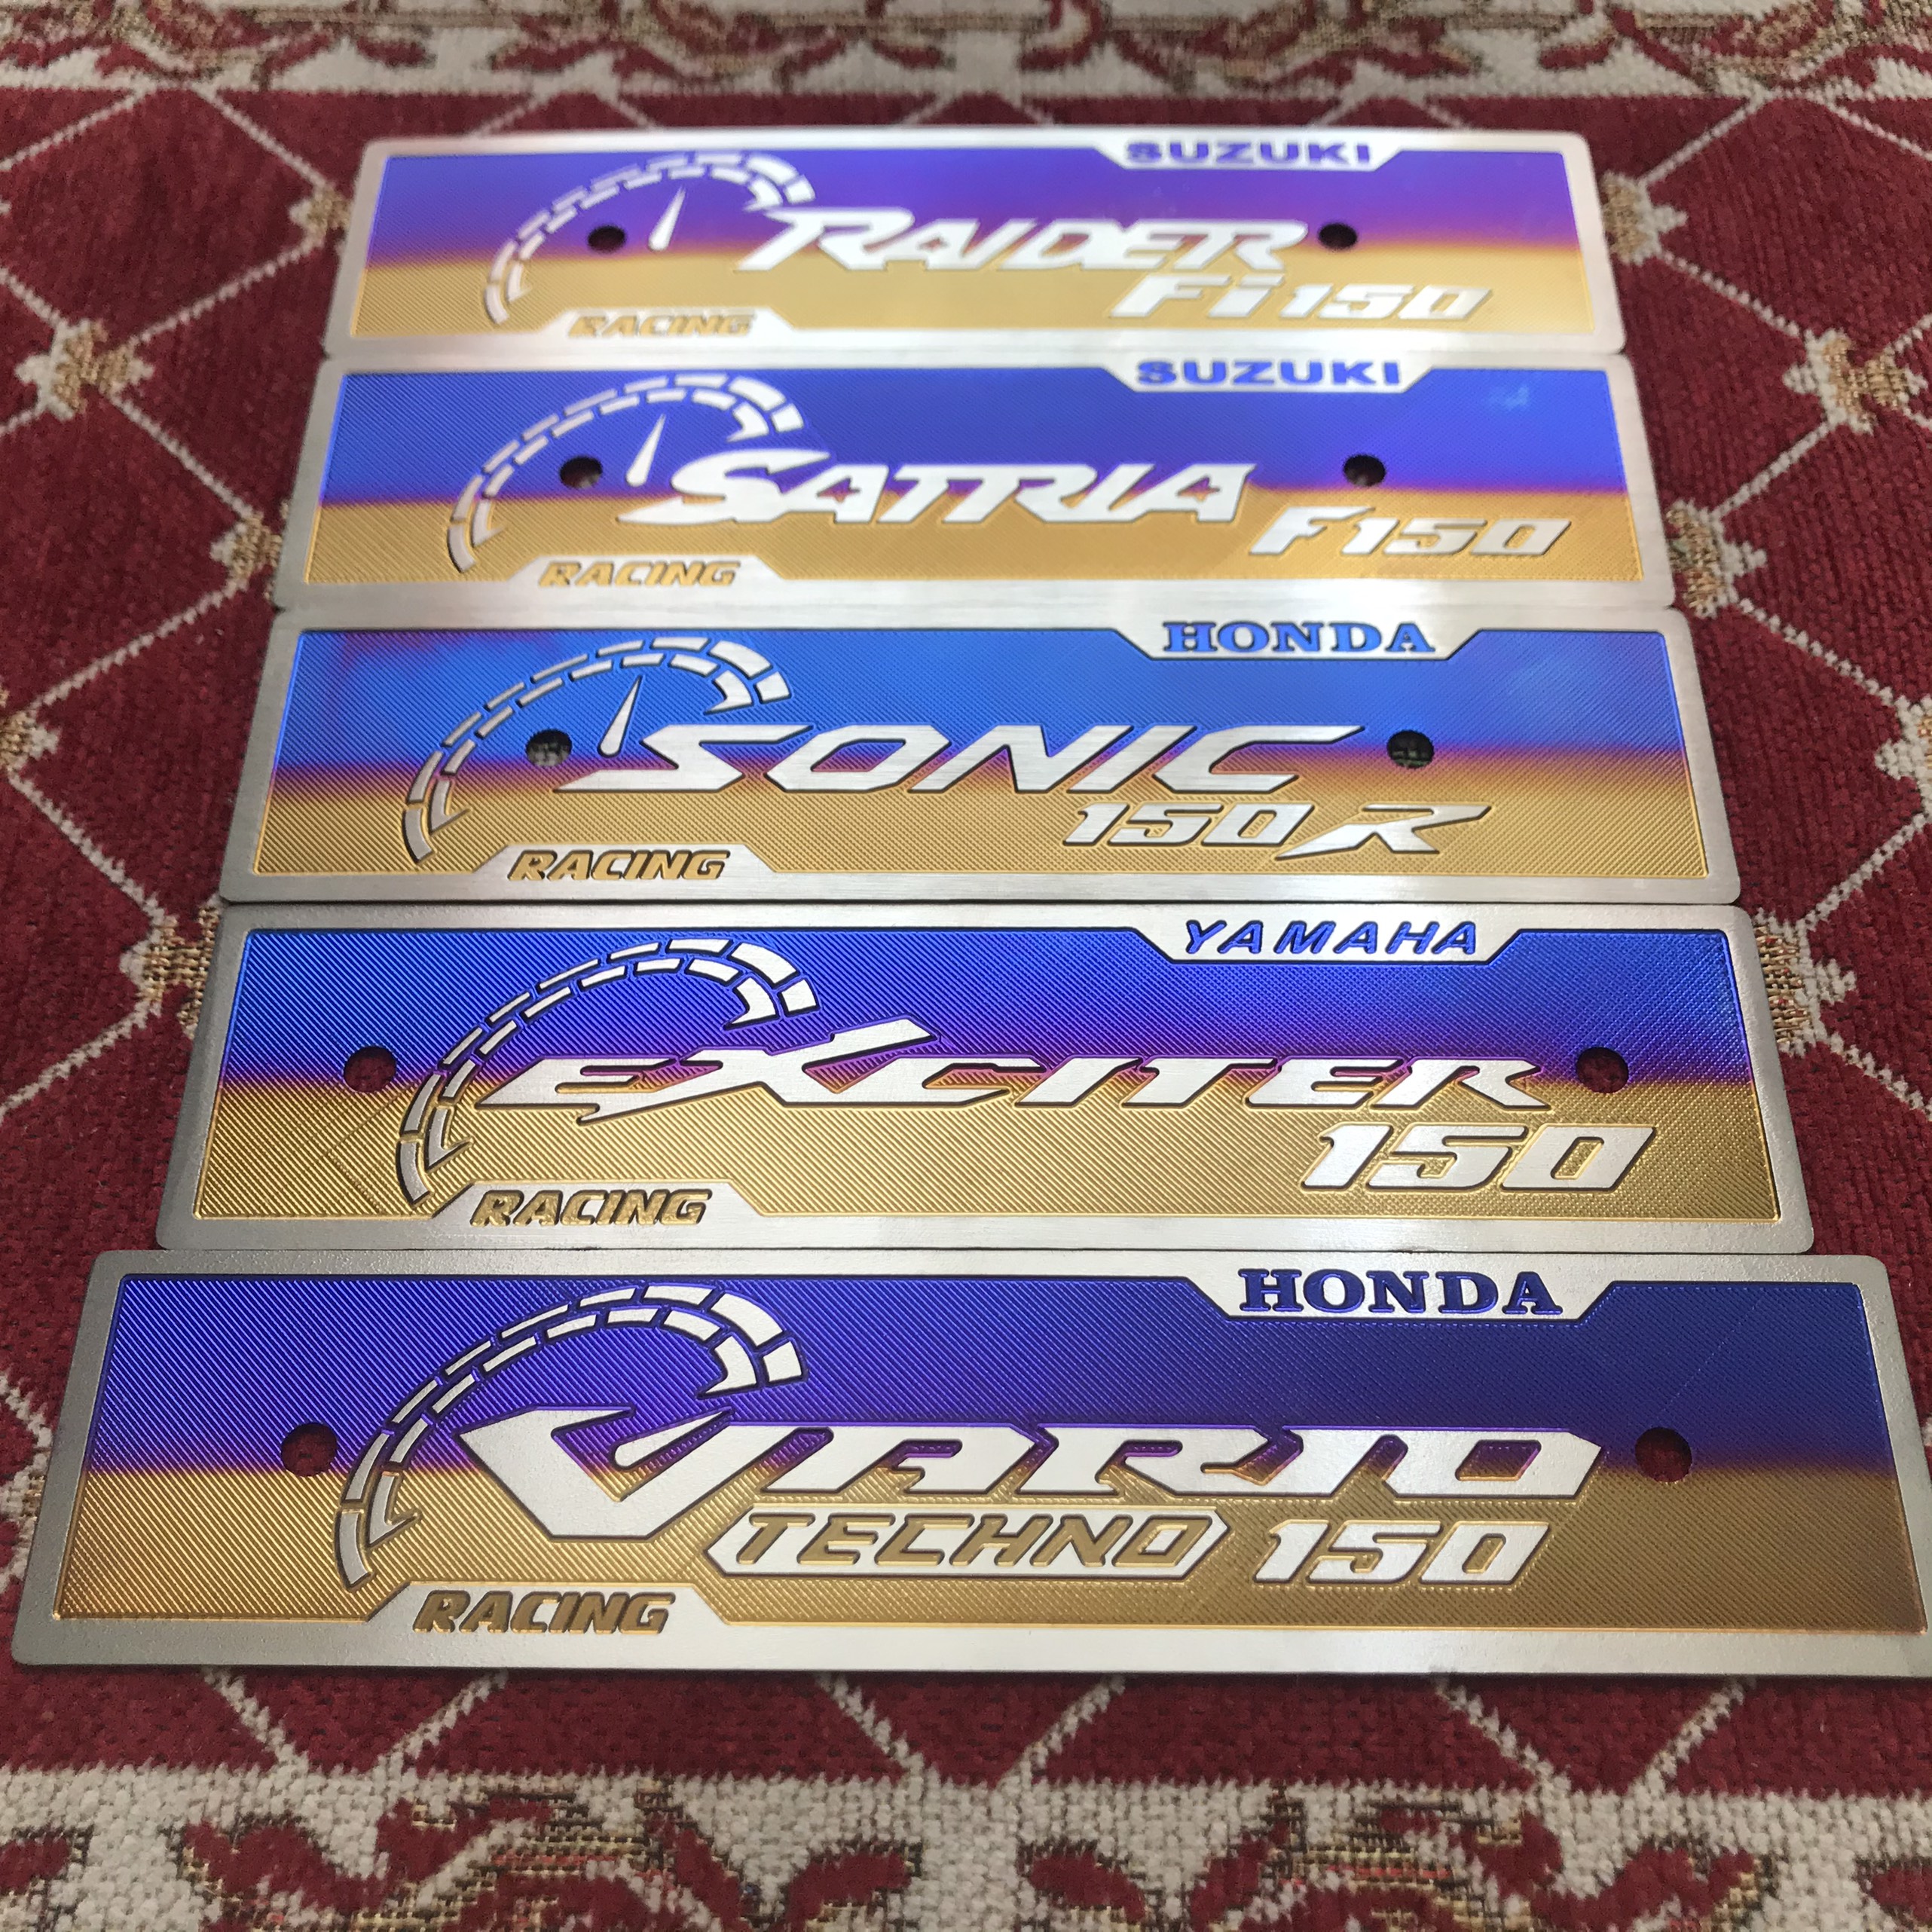 SUZUKI
RAIDER
Fi 150
RACING
SUZUKI
SATRIA
F150
RACING
HONDA
SONIC
150R
RACING
YAMAHA
EXCITER
150
RACING
HONDA
VARIO
TECHNO 150
RACING